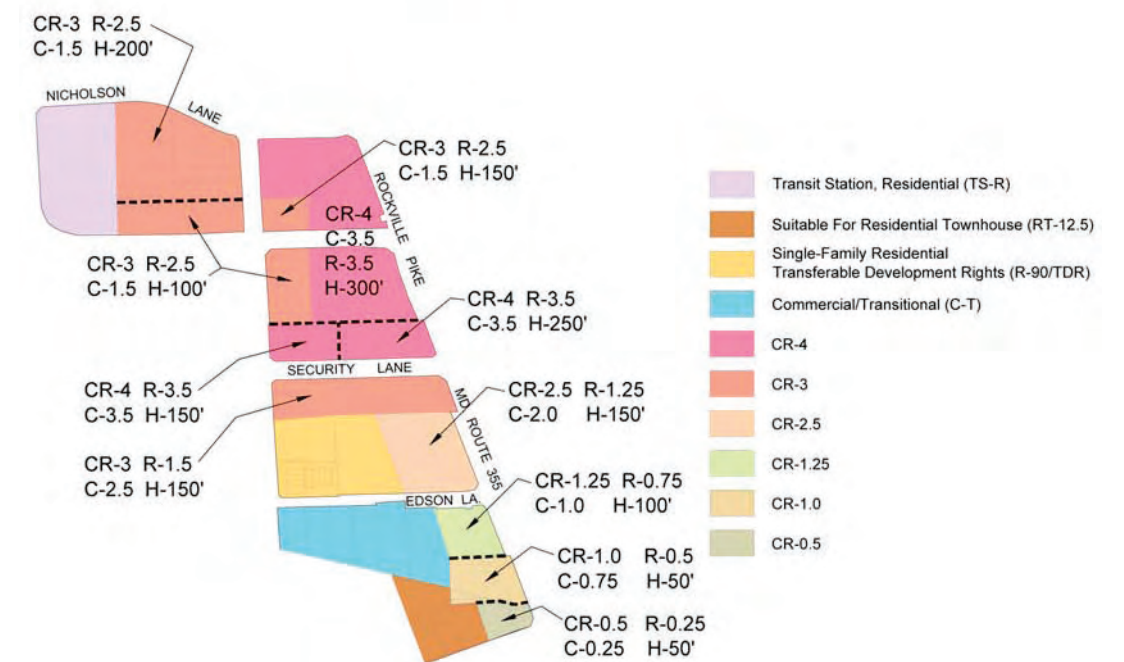 CR-3 R-2.5
C-1.5 H-200'
NICHOLSON
LANE
CR-3 R-2.5
C-1.5 H-150'
ROCKVILLE PIKE
CR-4
C-3.5
R-3.5
H-300'
CR-3 R-2.5
C-1.5 H-100'
CR-4 R-3.5
C-3.5 H-250'
SECURITY LANE
CR-4 R-3.5
C-3.5 H-150'
CR-2.5 R-1.25
C-2.0 H-150'
MD ROUTE 355
CR-3 R-1.5
C-2.5 H-150'
EDSON LA.
CR-1.25 R-0.75
C-1.0 H-100'
CR-1.0 R-0.5
C-0.75 H-50'
CR-0.5 R-0.25
C-0.25 H-50'
Transit Station, Residential (TS-R)
Suitable For Residential Townhouse (RT-12.5)
Single-Family Residential
Transferable Development Rights (R-90/TDR)
Commercial/Transitional (C-T)
CR-4
CR-3
CR-2.5
CR-1.25
CR-1.0
CR-0.5